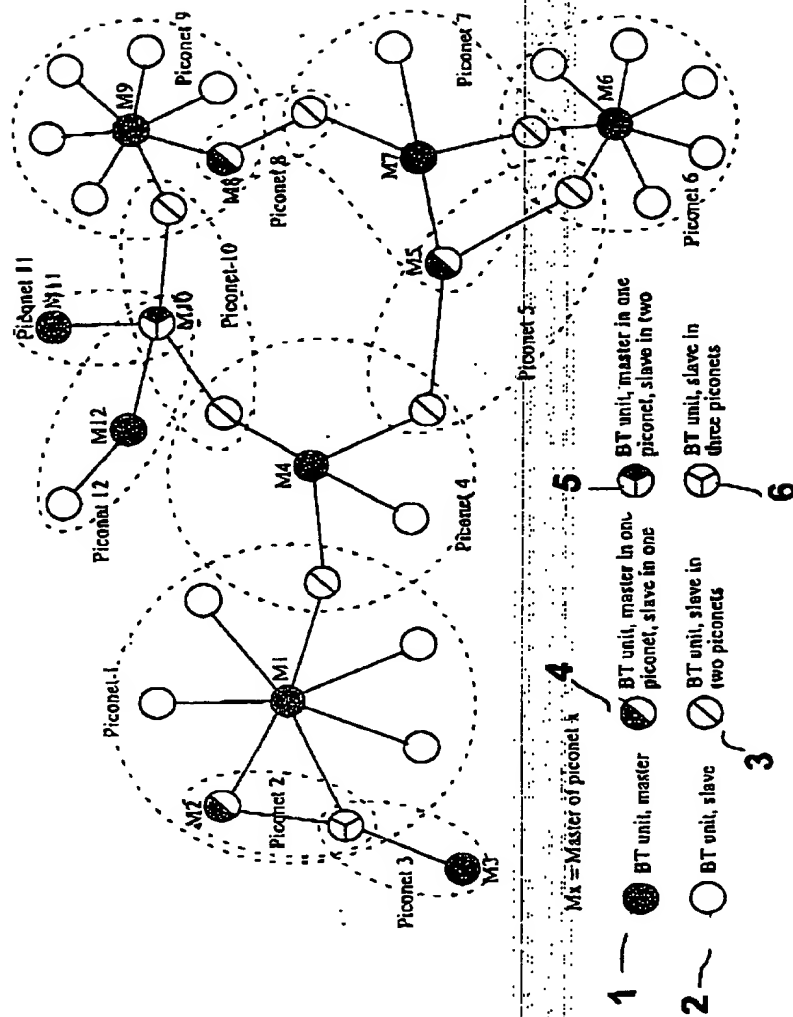 Piconet 9
Piconet 11
M11
M9
M12
Piconet 12
Piconet-1
M10
M8
Piconet-10
Piconet 8
M2
M1
Piconet 2
M4
M7
Piconet 7
M5
Piconet 3
Piconet 4
M3
Piconet 5
M6
Piconet 6
Mx =Master of piconet x
1
BT unit, master
4
BT unit, master in one
piconet, slave in one
5
BT unit, master in one
piconet, slave in two
2
BT unit, slave
3
BT unit, slave in
two piconets
6
BT unit, slave in
three piconets